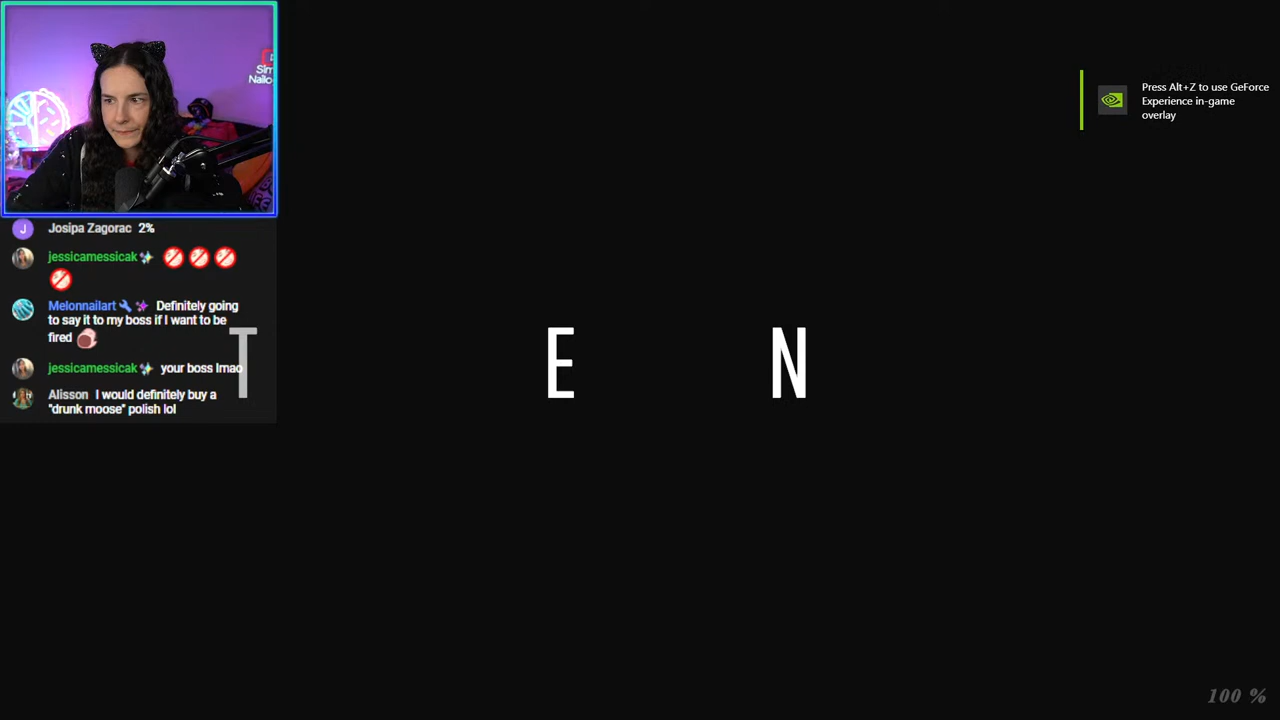 Josipa Zagorac 2%
jessicamessicak
Melonnailart Definitely going
to say it to my boss if I want to be
fired
jessicamessicak your boss lmao
Alisson I would definitely buy a
"drunk moose" polish lol
T E N
Press Alt+Z to use GeForce
Experience in-game
overlay
100 %